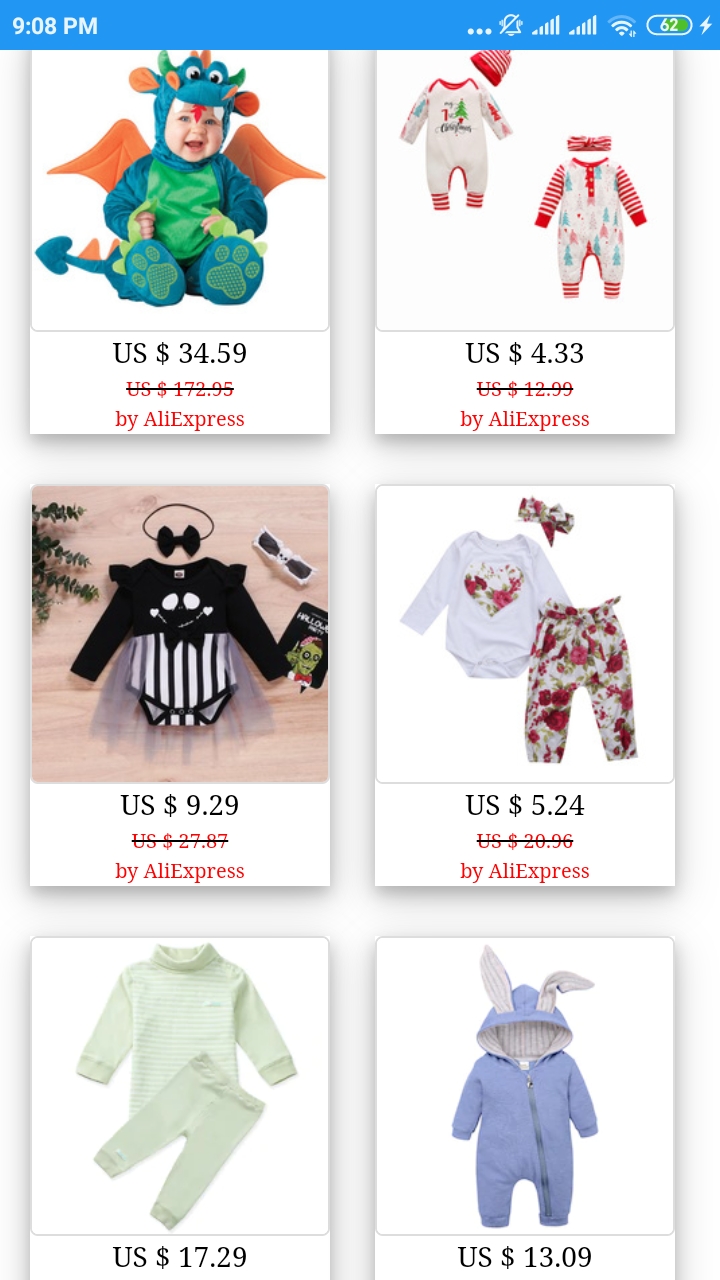 9:08 PM
62
my
1st
Christmas
US $ 34.59
US $ 172.95
by AliExpress
US $ 4.33
US $ 12.99
by AliExpress
HALLOWE
PARTY
US $ 9.29
US $ 27.87
by AliExpress
US $ 5.24
US $ 20.96
by AliExpress
US $ 17.29
US $ 13.09